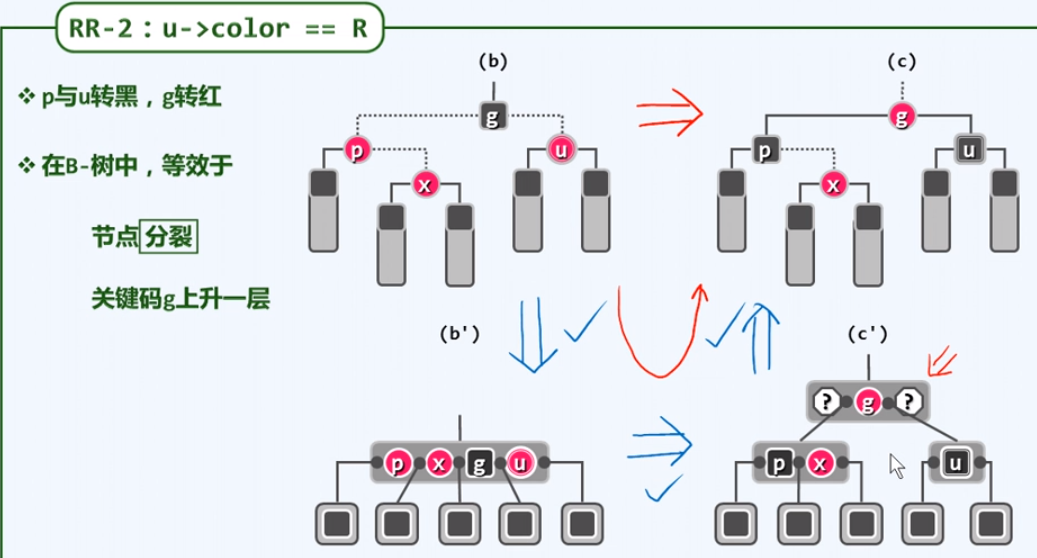 RR-2：u->color == R
❖ p与u转黑，g转红
❖ 在B-树中，等效于
节点分裂
关键码g上升一层
(b)
g
p
u
x
(c)
g
p
u
x
(b')
p x g u
(c')
? g ?
p x
u